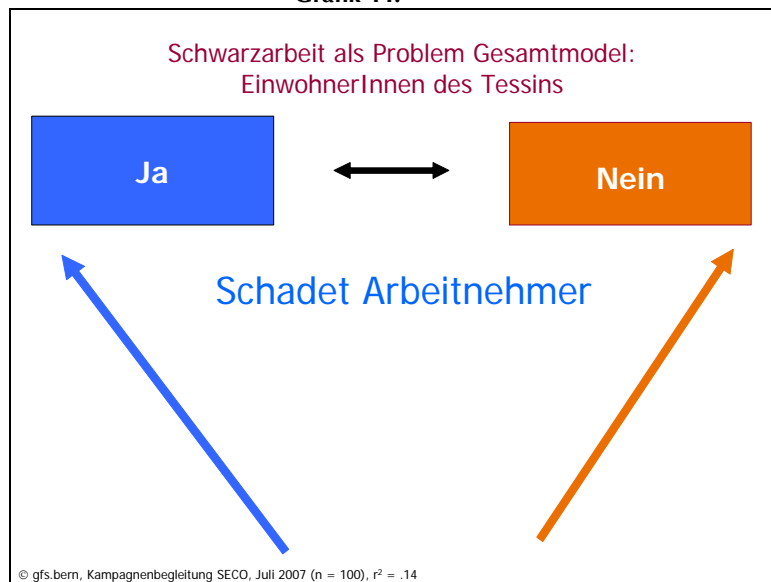 Schwarzarbeit als Problem Gesamtmodel:
EinwohnerInnen des Tessins
Ja
Nein
Schadet Arbeitnehmer
© gfs.bern, Kampagnenbegleitung SECO, Juli 2007 (n = 100), r² = .14